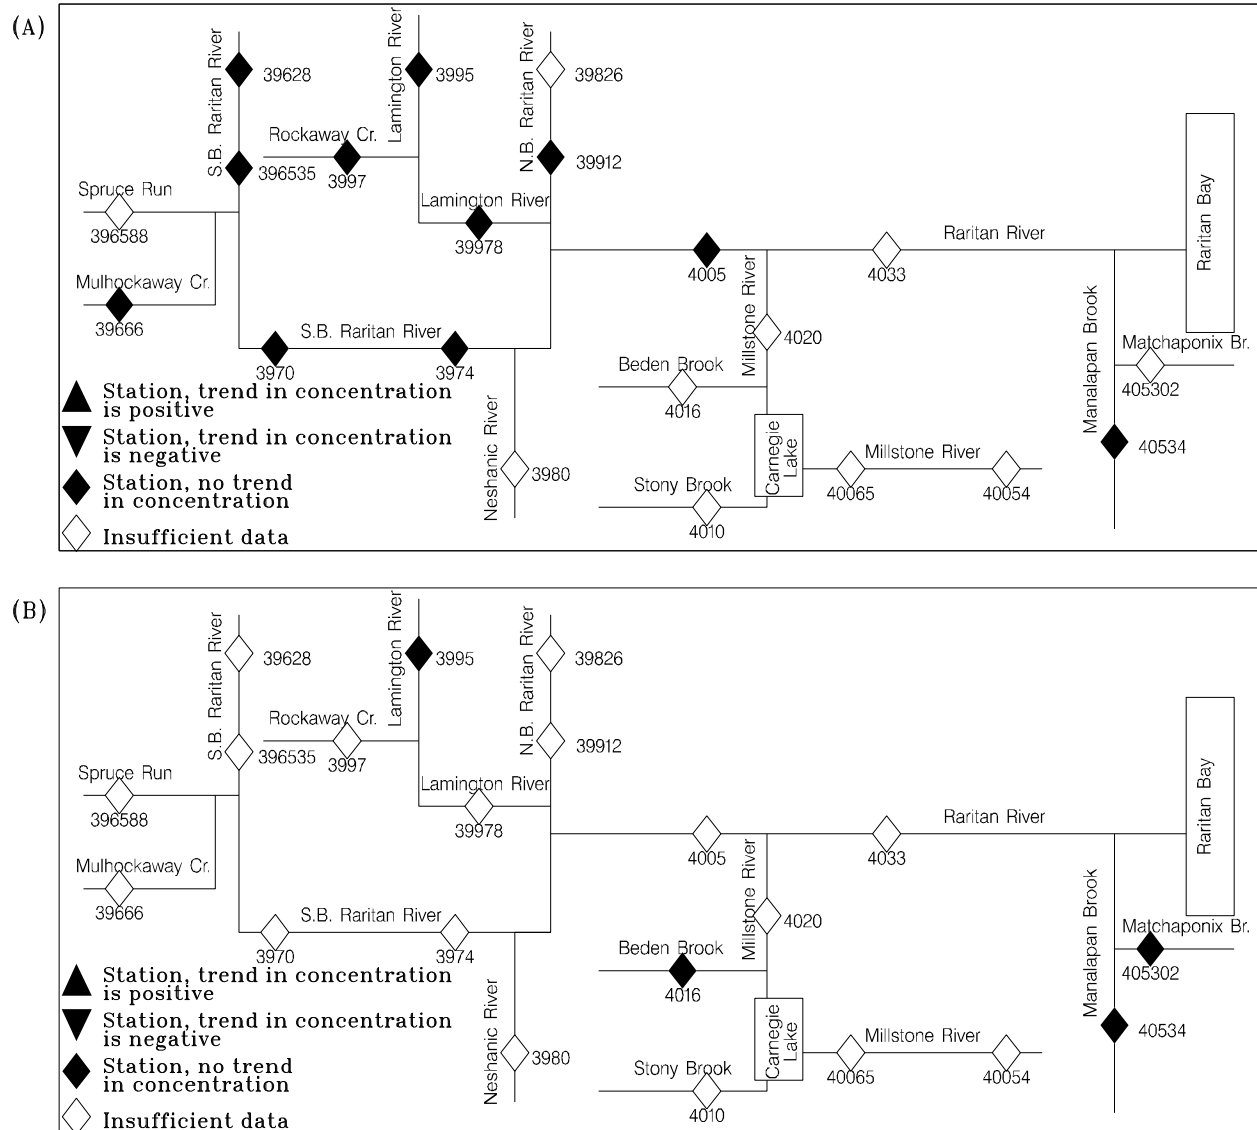 (A)
S.B. Raritan River
39628
Lamington River
3995
N.B. Raritan River
39826
Rockaway Cr.
3997
396535
39912
Spruce Run
396588
Lamington River
39978
Mulhockaway Cr.
39666
S.B. Raritan River
3970
3974
4005
Millstone River
4033
Raritan River
Raritan Bay
4020
Beden Brook
4016
Manalapan Brook
Matchaponix Br.
405302
40534
Neshanic River
3980
Carnegie
Lake
Millstone River
40065
40054
Stony Brook
4010
Station, trend in concentration
is positive
Station, trend in concentration
is negative
Station, no trend
in concentration
Insufficient data
(B)
S.B. Raritan River
39628
Lamington River
3995
N.B. Raritan River
39826
Rockaway Cr.
3997
396535
39912
Spruce Run
396588
Lamington River
39978
Mulhockaway Cr.
39666
S.B. Raritan River
3970
3974
4005
Millstone River
4033
Raritan River
Raritan Bay
4020
Beden Brook
4016
Manalapan Brook
Matchaponix Br.
405302
40534
Neshanic River
3980
Carnegie
Lake
Millstone River
40065
40054
Stony Brook
4010
Station, trend in concentration
is positive
Station, trend in concentration
is negative
Station, no trend
in concentration
Insufficient data